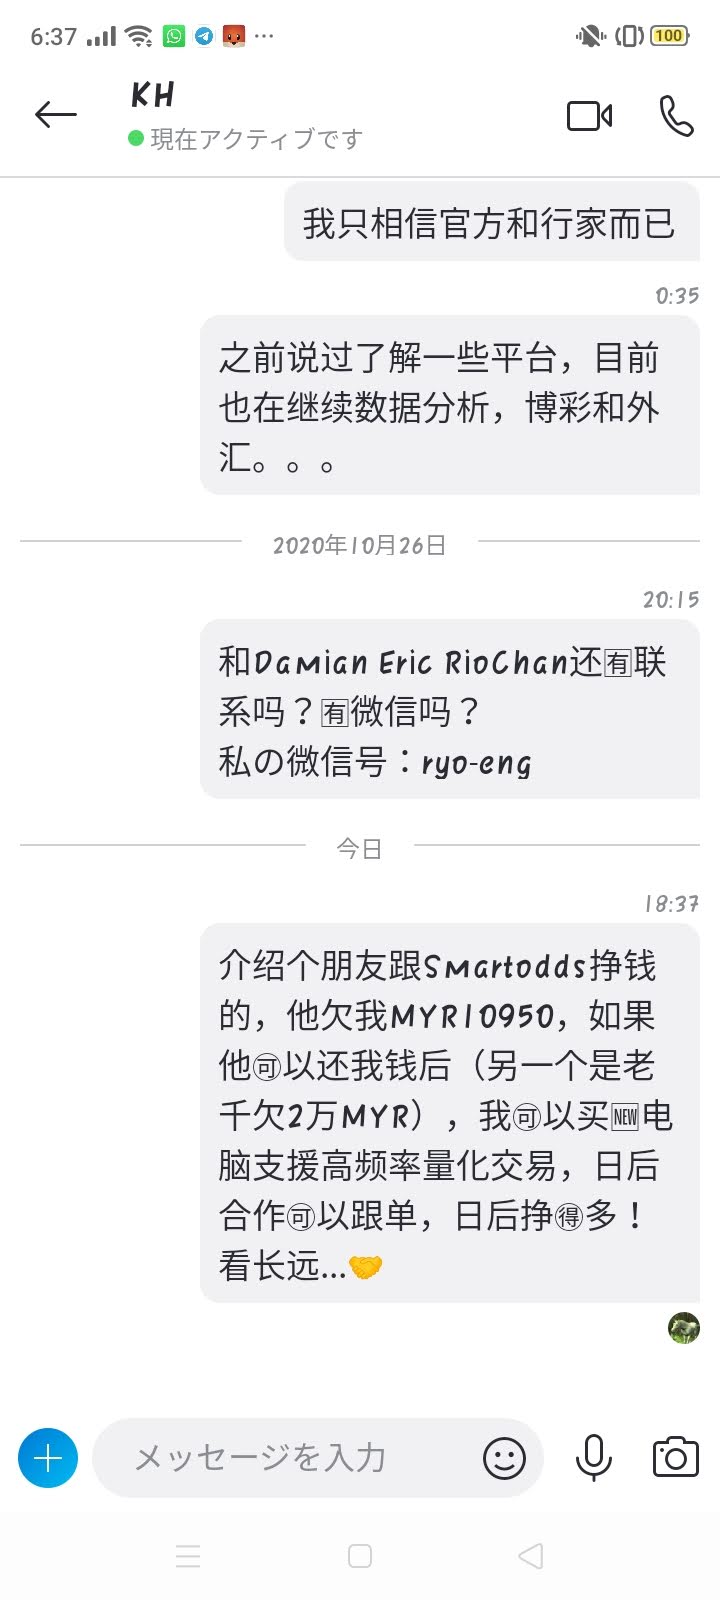 6:37
100
KH
現在アクティブです
我只相信官方和行家而已
0:35
之前说过了解一些平台，目前
也在继续数据分析，博彩和外
汇。。。
2020年10月26日
20:15
和Damian Eric RioChan还🈶联
系吗？🈶微信吗？
私の微信号：ryo-eng
今日
18:37
介绍个朋友跟Smartodds挣钱
的，他欠我MYR10950，如果
他🉑以还我钱后（另一个是老
千欠2万MYR），我🉑以买🆕电
脑支援高频率量化交易，日后
合作🉑以跟单，日后挣🉐多！
看长远...🤝
メッセージを入力